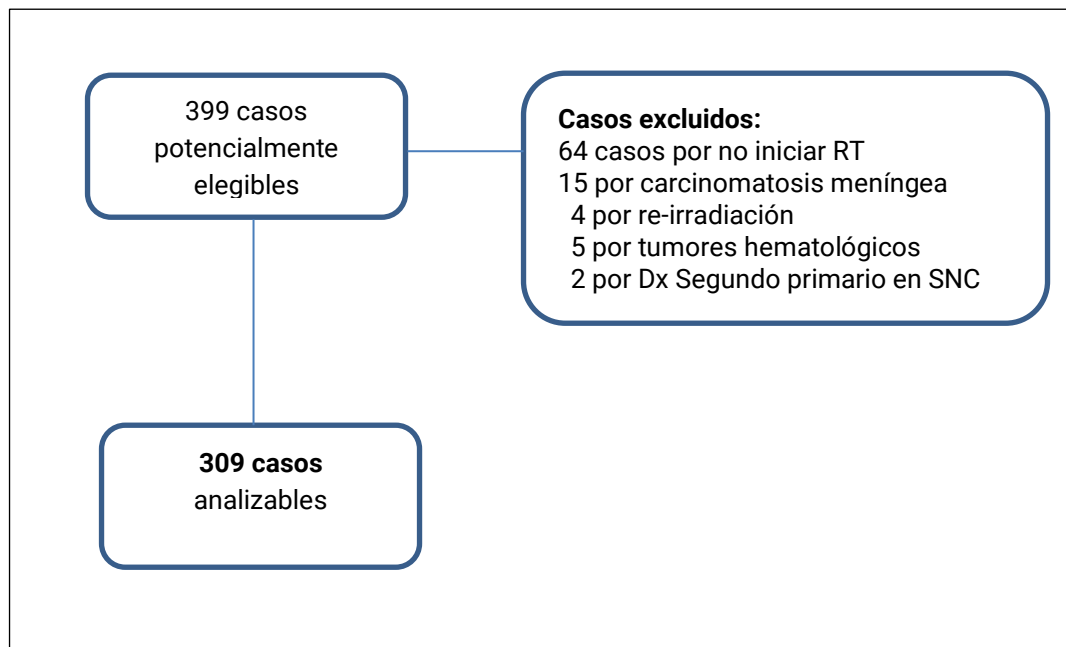 399 casos
potencialmente
elegibles
Casos excluidos:
64 casos por no iniciar RT
15 por carcinomatosis meníngea
4 por re-irradiación
5 por tumores hematológicos
2 por Dx Segundo primario en SNC
309 casos
analizables